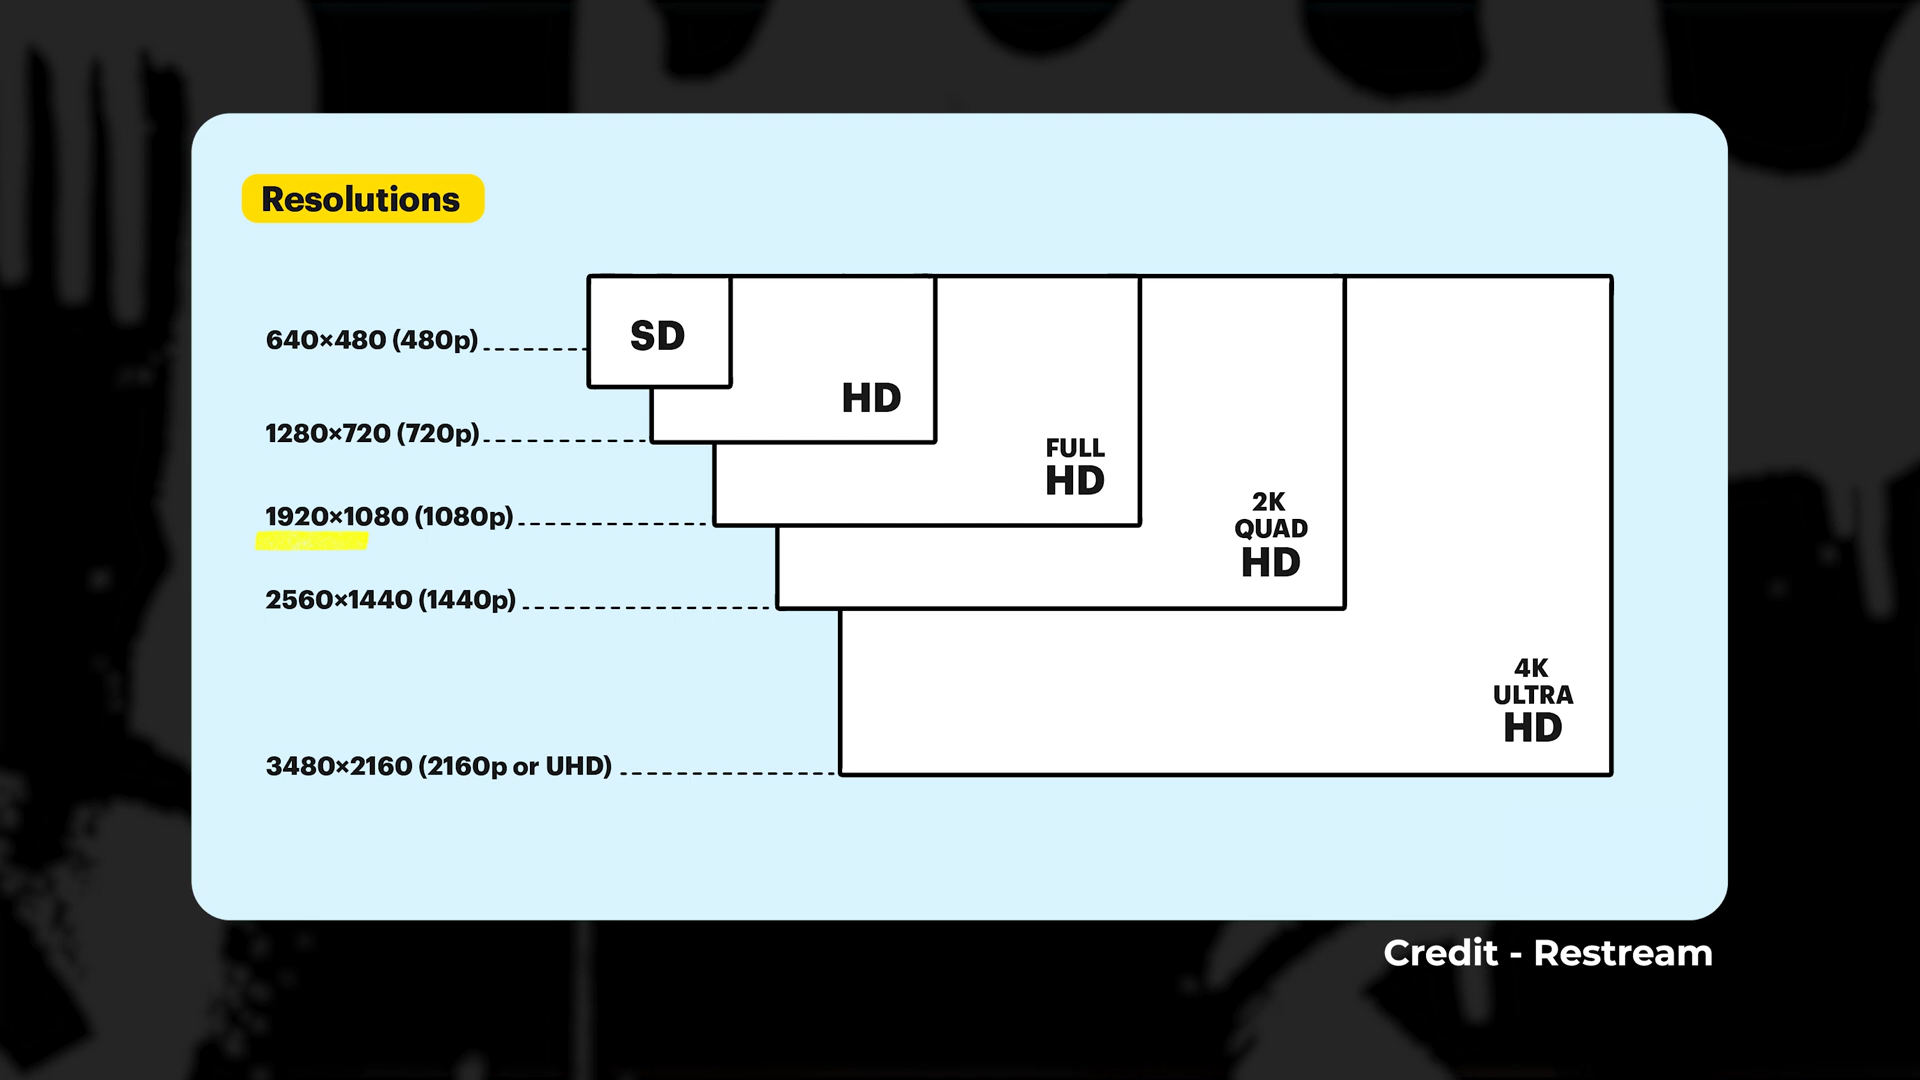 Resolutions
640×480 (480p)
SD
1280×720 (720p)
HD
1920×1080 (1080p)
FULL
HD
2560×1440 (1440p)
2K
QUAD
HD
3480×2160 (2160p or UHD)
4K
ULTRA
HD
Credit - Restream